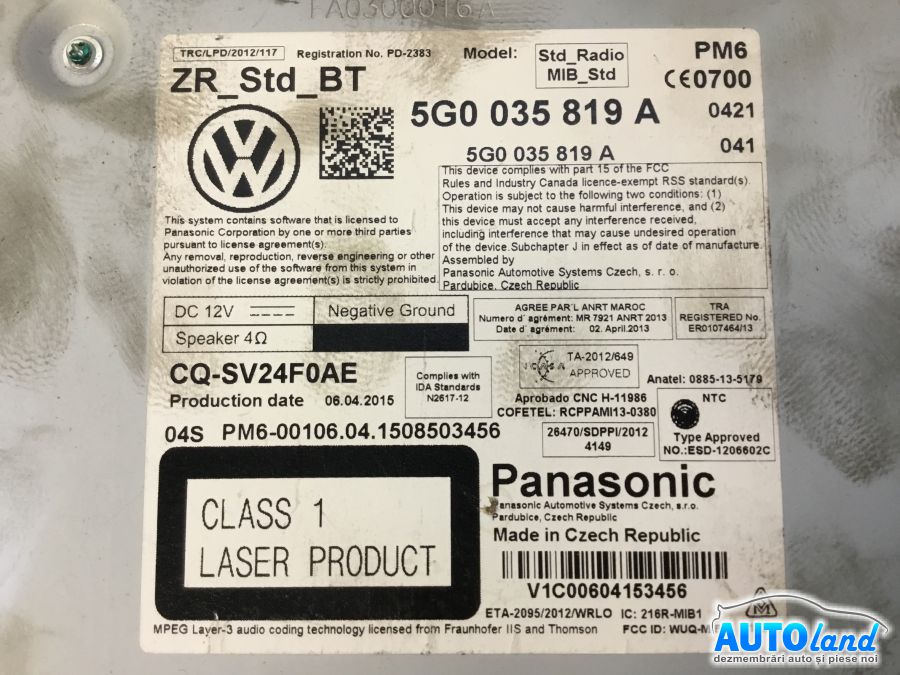 TA0300016A
TRC/LPD/2012/117
Registration No. PD-2383
Model:
Std_Radio
MIB_Std
PM6
CE0700
ZR_Std_BT
5G0 035 819 A
0421
5G0 035 819 A
041
This device complies with part 15 of the FCC
Rules and Industry Canada licence-exempt RSS standard(s).
Operation is subject to the following two conditions: (1)
This device may not cause harmful interference, and (2)
this device must accept any interference received,
including interference that may cause undesired operation
of the device.Subchapter J in effect as of date of manufacture.
Assembled by
Panasonic Automotive Systems Czech, s. r. o.
Pardubice, Czech Republic
This system contains software that is licensed to
Panasonic Corporation by one or more third parties
pursuant to license agreement(s).
Any removal, reproduction, reverse engineering or other
unauthorized use of the software from this system in
violation of the license agreement(s) is strictly prohibited
DC 12V
Negative Ground
Speaker 4Ω
AGREE PAR'L ANRT MAROC
Numero d' agrément: MR 7921 ANRT 2013
Date d' agrément: 02. April.2013
TRA
REGISTERED No.
ER0107464/13
CQ-SV24F0AE
Production date 06.04.2015
Complies with
IDA Standards
N2617-12
ICASA
TA-2012/649
APPROVED
Anatel: 0885-13-5179
Aprobado CNC H-11986
COFETEL: RCPPAMI13-0380
NTC
Type Approved
NO.:ESD-1206602C
04S PM6-00106.04.1508503456
26470/SDPPI/2012
4149
CLASS 1
LASER PRODUCT
Panasonic
Panasonic Automotive Systems Czech, s.r.o.
Pardubice, Czech Republic
Made in Czech Republic
V1C00604153456
ETA-2095/2012/WRLO IC: 216R-MIB1
MPEG Layer-3 audio coding technology licensed from Fraunhofer IIS and Thomson
FCC ID: WUQ-M
AUTOland
dezmembrări auto și piese noi